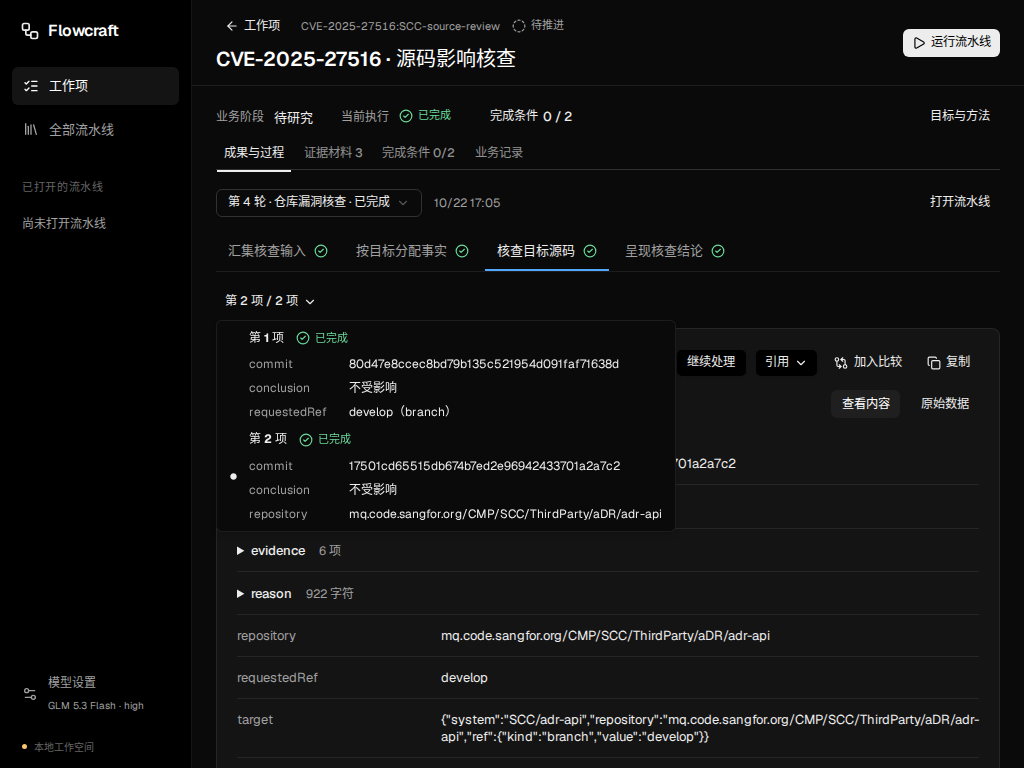 Flowcraft
工作项
全部流水线
已打开的流水线
尚未打开流水线
模型设置
GLM 5.3 Flash · high
本地工作空间
工作项 CVE-2025-27516:SCC-source-review 待推进
CVE-2025-27516 · 源码影响核查
运行流水线
业务阶段 待研究 当前执行 已完成 完成条件 0 / 2 目标与方法
成果与过程 证据材料 3 完成条件 0/2 业务记录
第 4 轮 · 仓库漏洞核查 · 已完成 10/22 17:05 打开流水线
汇集核查输入 按目标分配事实 核查目标源码 呈现核查结论
第 2 项 / 2 项
第 1 项 已完成
commit 80d47e8ccec8bd79b135c521954d091faf71638d
conclusion 不受影响
requestedRef develop（branch）
第 2 项 已完成
commit 17501cd65515db674b7ed2e96942433701a2a7c2
conclusion 不受影响
repository mq.code.sangfor.org/CMP/SCC/ThirdParty/aDR/adr-api
继续处理 引用 加入比较 复制
查看内容 原始数据
701a2a7c2
evidence 6 项
reason 922 字符
repository mq.code.sangfor.org/CMP/SCC/ThirdParty/aDR/adr-api
requestedRef develop
target {"system":"SCC/adr-api","repository":"mq.code.sangfor.org/CMP/SCC/ThirdParty/aDR/adr-
api","ref":{"kind":"branch","value":"develop"}}